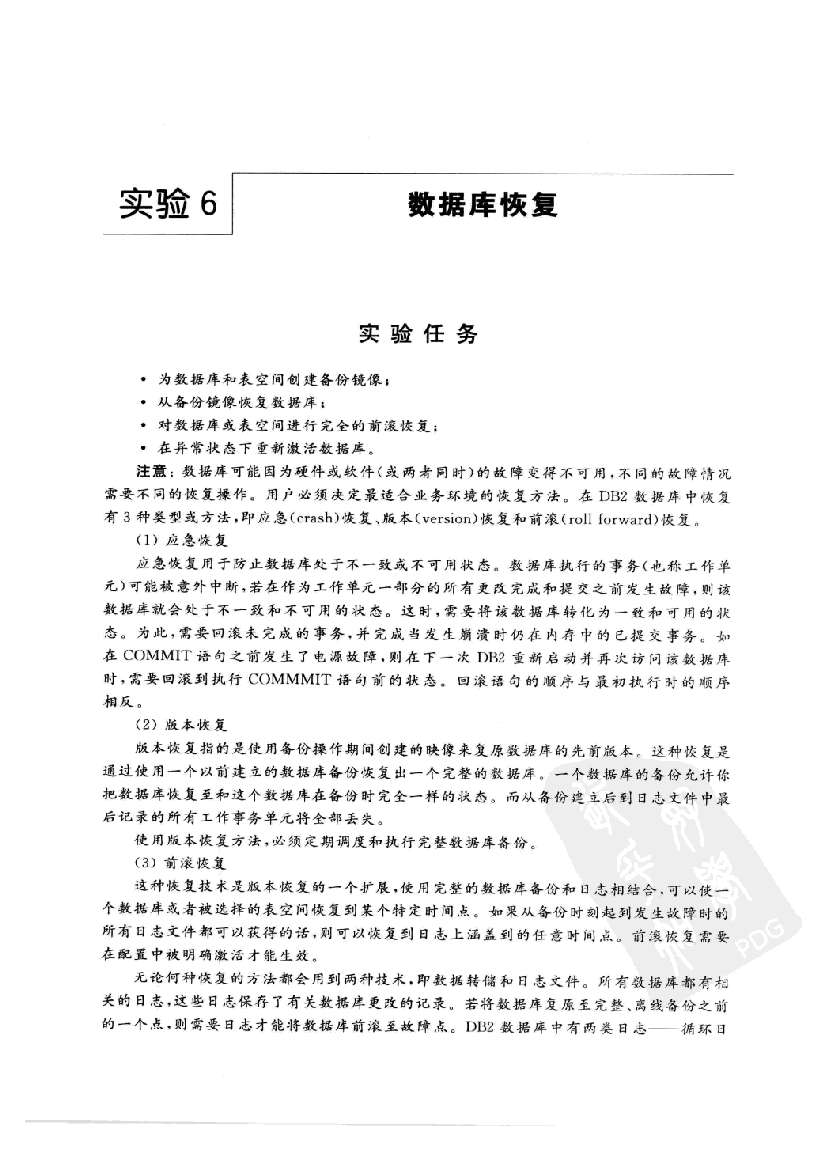 实验 6
数据库恢复
实 验 任 务
• 为数据库和表空间创建备份镜像;
• 从备份镜像恢复数据库;
• 对数据库或表空间进行完全的前滚恢复;
• 在异常状态下重新激活数据库。
注意:数据库可能因为硬件或软件(或两者同时)的故障变得不可用,不同的故障情况
需要不同的恢复操作。用户必须决定最适合业务环境的恢复方法。在 DB2 数据库中恢复
有 3 种类型或方法,即应急(crash)恢复、版本(version)恢复和前滚(roll forward)恢复。
(1) 应急恢复
应急恢复用于防止数据库处于不一致或不可用状态。数据库执行的事务(也称工作单
元)可能被意外中断,若在作为工作单元一部分的所有更改完成和提交之前发生故障,则该
数据库就会处于不一致和不可用的状态。这时,需要将该数据库转化为一致和可用的状
态。为此,需要回滚未完成的事务,并完成当发生崩溃时仍在内存中的已提交事务。如
在 COMMIT 语句之前发生了电源故障,则在下一次 DB2 重新启动并再次访问该数据库
时,需要回滚到执行 COMMMIT 语句前的状态。回滚语句的顺序与最初执行时的顺序
相反。
(2) 版本恢复
版本恢复指的是使用备份操作期间创建的映像来复原数据库的先前版本。这种恢复是
通过使用一个以前建立的数据库备份恢复出一个完整的数据库。一个数据库的备份允许你
把数据库恢复至和这个数据库在备份时完全一样的状态。而从备份建立后到日志文件中最
后记录的所有工作事务单元将全部丢失。
使用版本恢复方法,必须定期调度和执行完整数据库备份。
(3) 前滚恢复
这种恢复技术是版本恢复的一个扩展,使用完整的数据库备份和日志相结合,可以使一
个数据库或者被选择的表空间恢复到某个特定时间点。如果从备份时刻起到发生故障时的
所有日志文件都可以获得的话,则可以恢复到日志上涵盖到的任意时间点。前滚恢复需要
在配置中被明确激活才能生效。
无论何种恢复的方法都会用到两种技术,即数据转储和日志文件。所有数据库都有相
关的日志,这些日志保存了有关数据库更改的记录。若将数据库复原至完整、离线备份之前
的一个点,则需要日志才能将数据库前滚至故障点。DB2 数据库中有两类日志——循环日
PDG